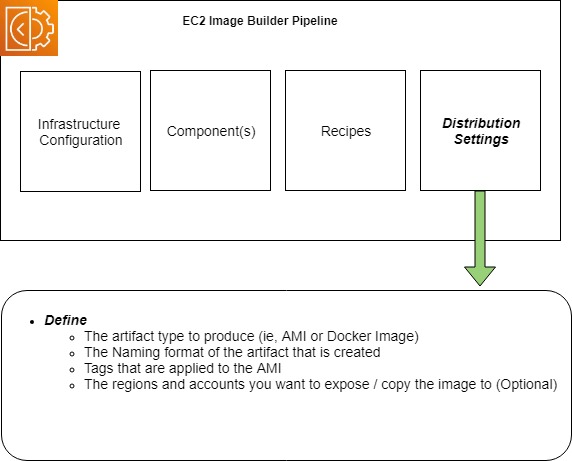 EC2 Image Builder Pipeline
Infrastructure
Configuration
Component(s)
Recipes
Distribution
Settings
Define
The artifact type to produce (ie, AMI or Docker Image)
The Naming format of the artifact that is created
Tags that are applied to the AMI
The regions and accounts you want to expose / copy the image to (Optional)